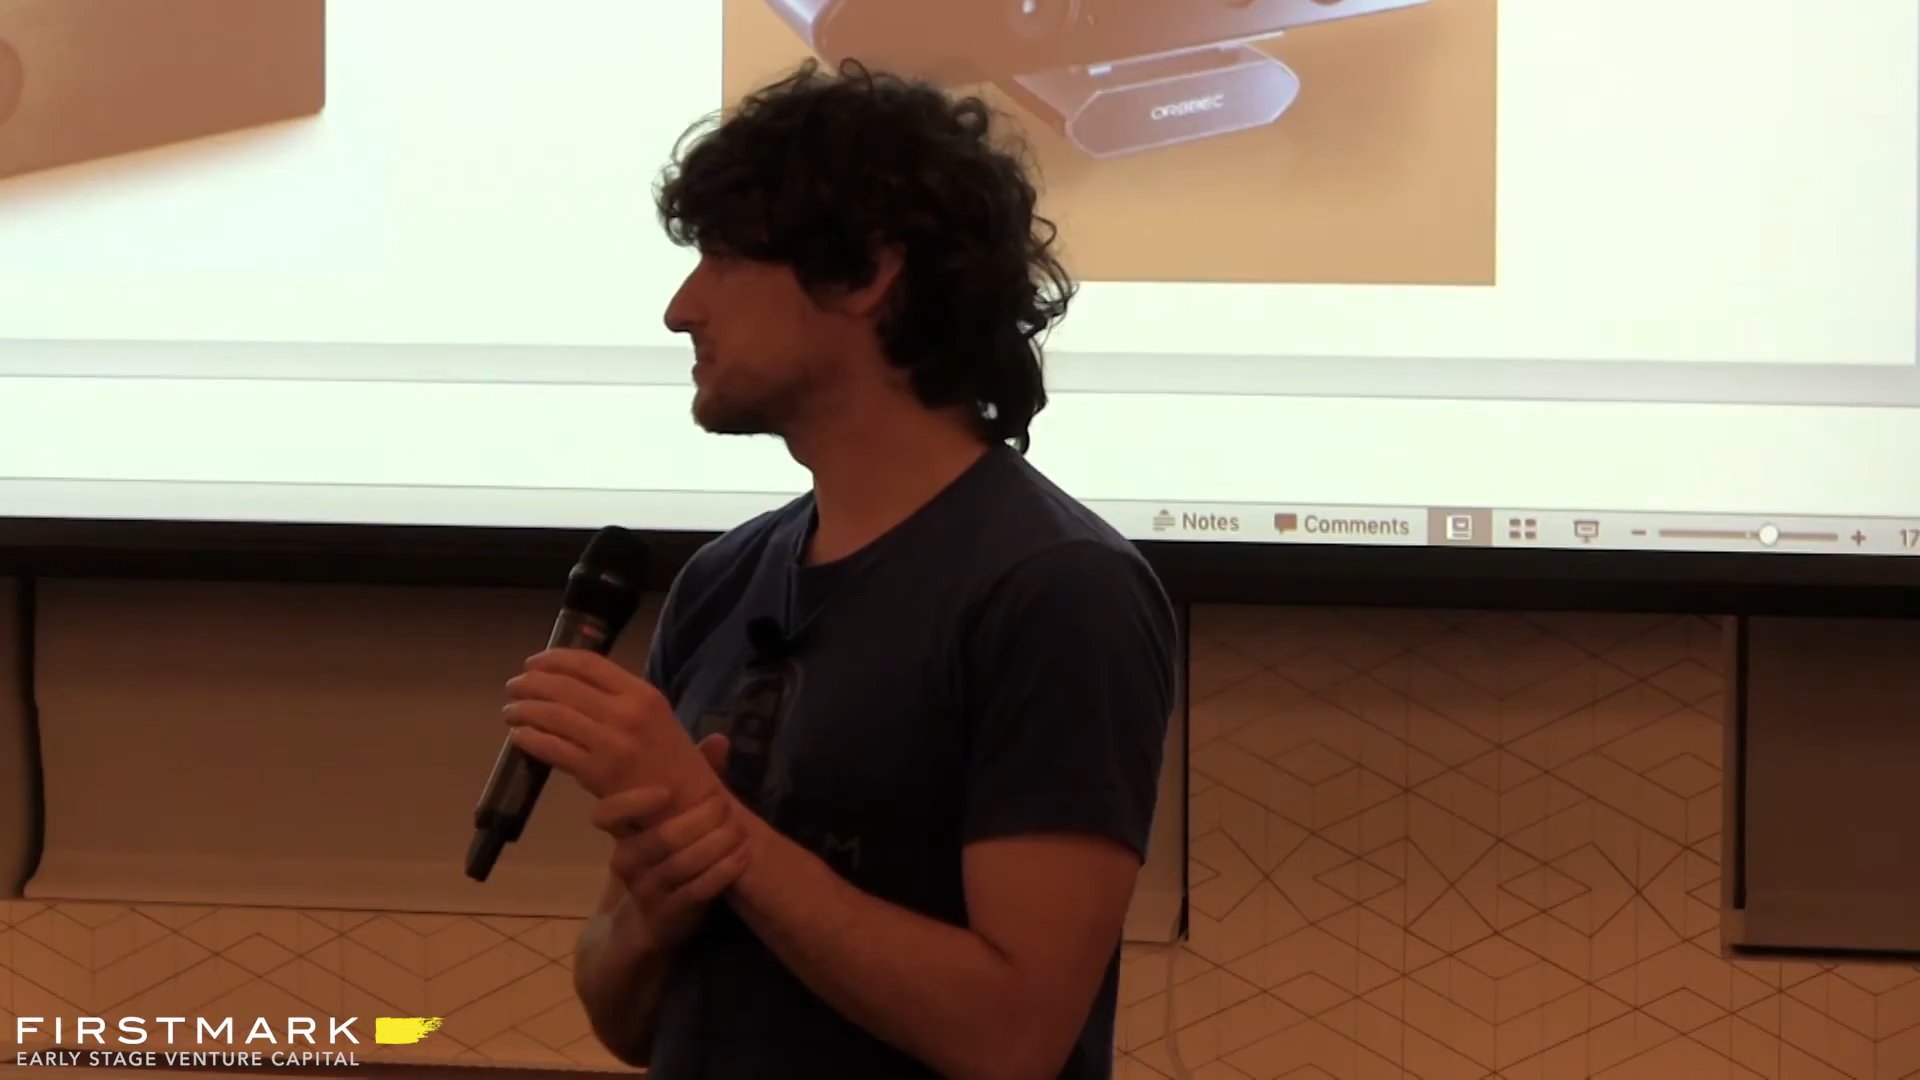 ORBBEC
Notes
Comments
17
M
FIRSTMARK
EARLY STAGE VENTURE CAPITAL